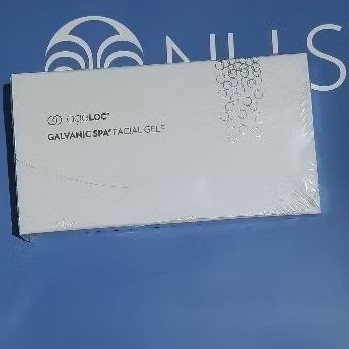 NU S
ageLOC®
GALVANIC SPA® FACIAL GELS